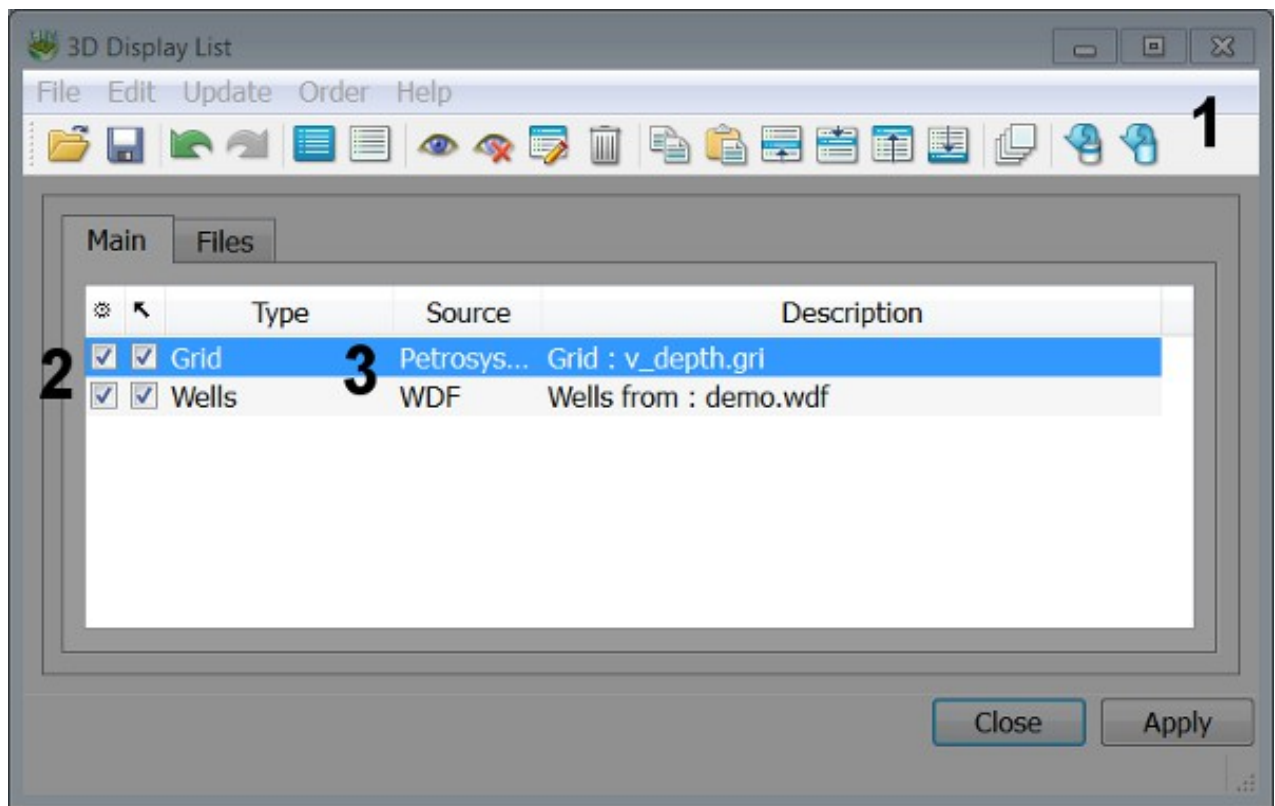 3D Display List
File Edit Update Order Help
1
Main Files
Type Source Description
2 Grid 3 Petrosys... Grid : v_depth.gri
Wells WDF Wells from : demo.wdf
Close Apply